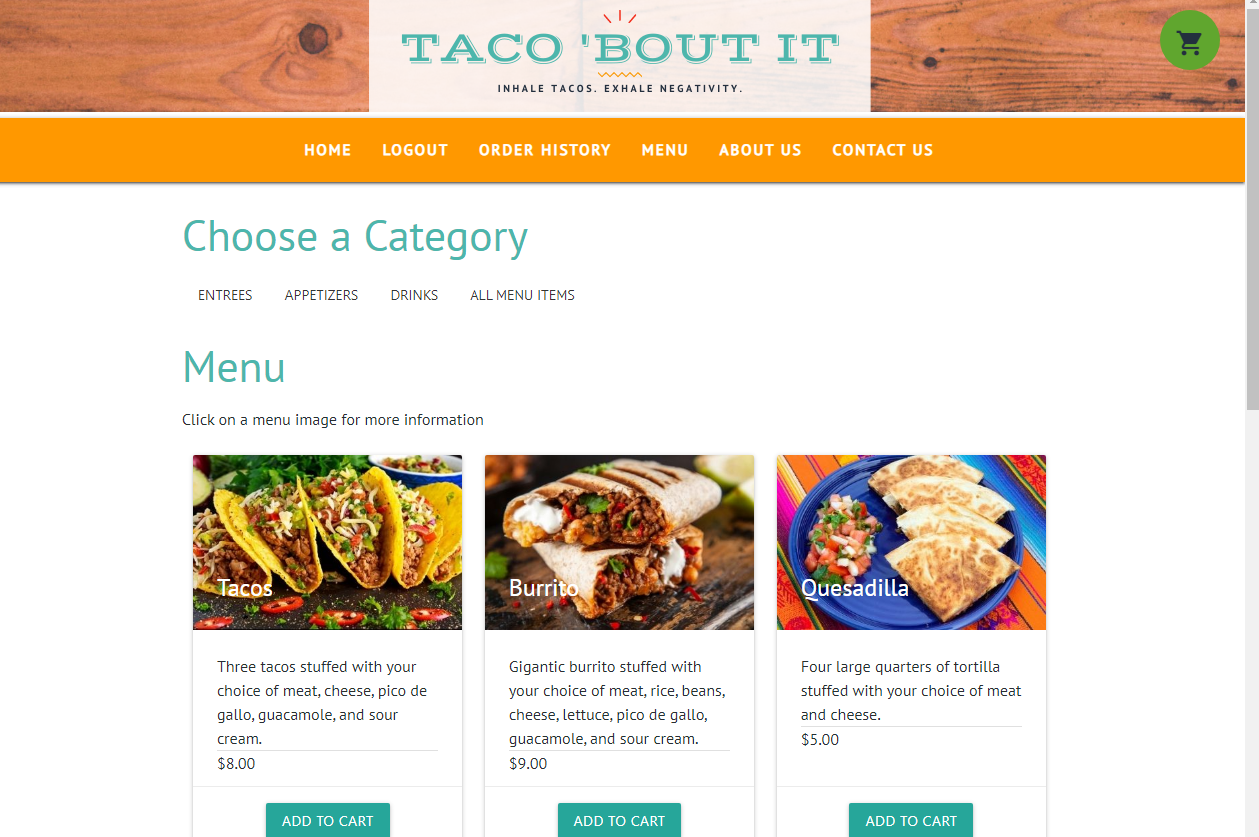 TACO 'BOUT IT
INHALE TACOS. EXHALE NEGATIVITY.
HOME LOGOUT ORDER HISTORY MENU ABOUT US CONTACT US
Choose a Category
ENTREES APPETIZERS DRINKS ALL MENU ITEMS
Menu
Click on a menu image for more information
Tacos
Three tacos stuffed with your
choice of meat, cheese, pico de
gallo, guacamole, and sour
cream.
$8.00
ADD TO CART
Burrito
Gigantic burrito stuffed with
your choice of meat, rice, beans,
cheese, lettuce, pico de gallo,
guacamole, and sour cream.
$9.00
ADD TO CART
Quesadilla
Four large quarters of tortilla
stuffed with your choice of meat
and cheese.
$5.00
ADD TO CART